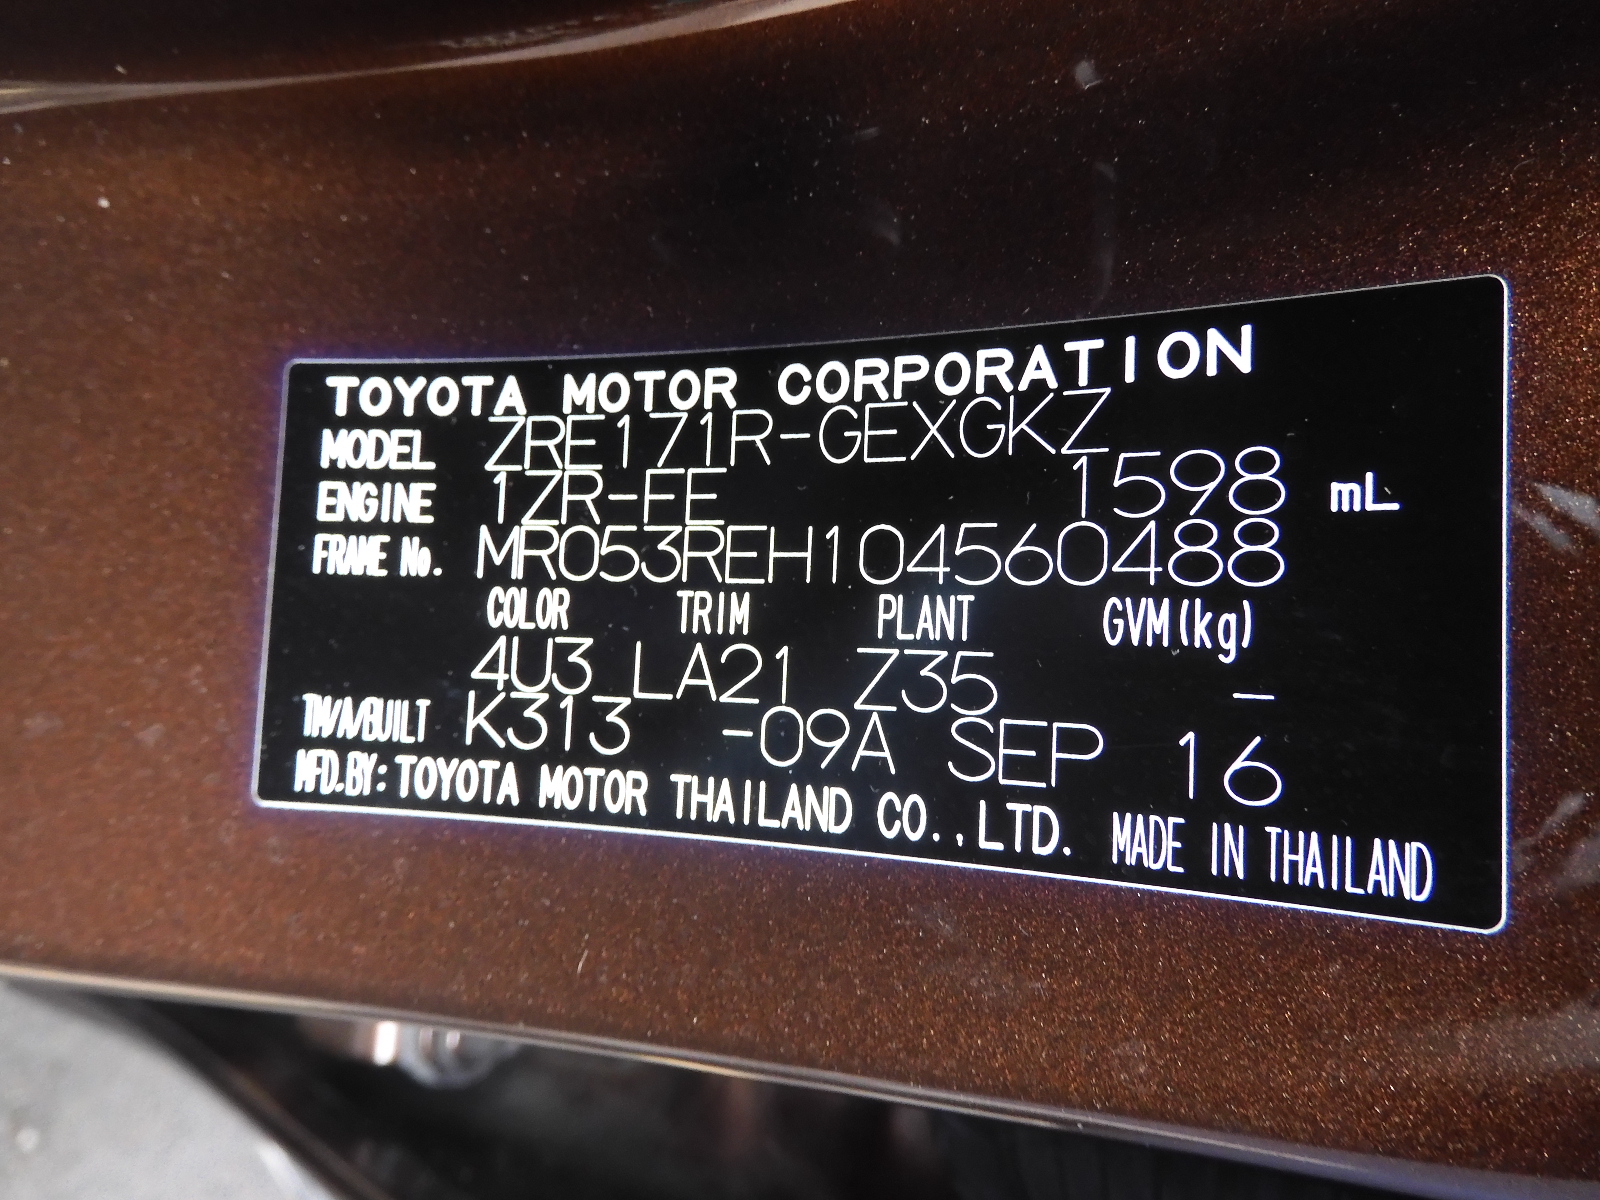 TOYOTA MOTOR CORPORATION
MODEL ZRE171R-GEXGKZ
ENGINE 1ZR-FE 1598 mL
FRAME No. MR053REH104560488
COLOR TRIM PLANT GVM(kg)
4U3 LA21 Z35 -
T/M/A/BUILT K313 -09A SEP 16
MFD.BY: TOYOTA MOTOR THAILAND CO.,LTD. MADE IN THAILAND